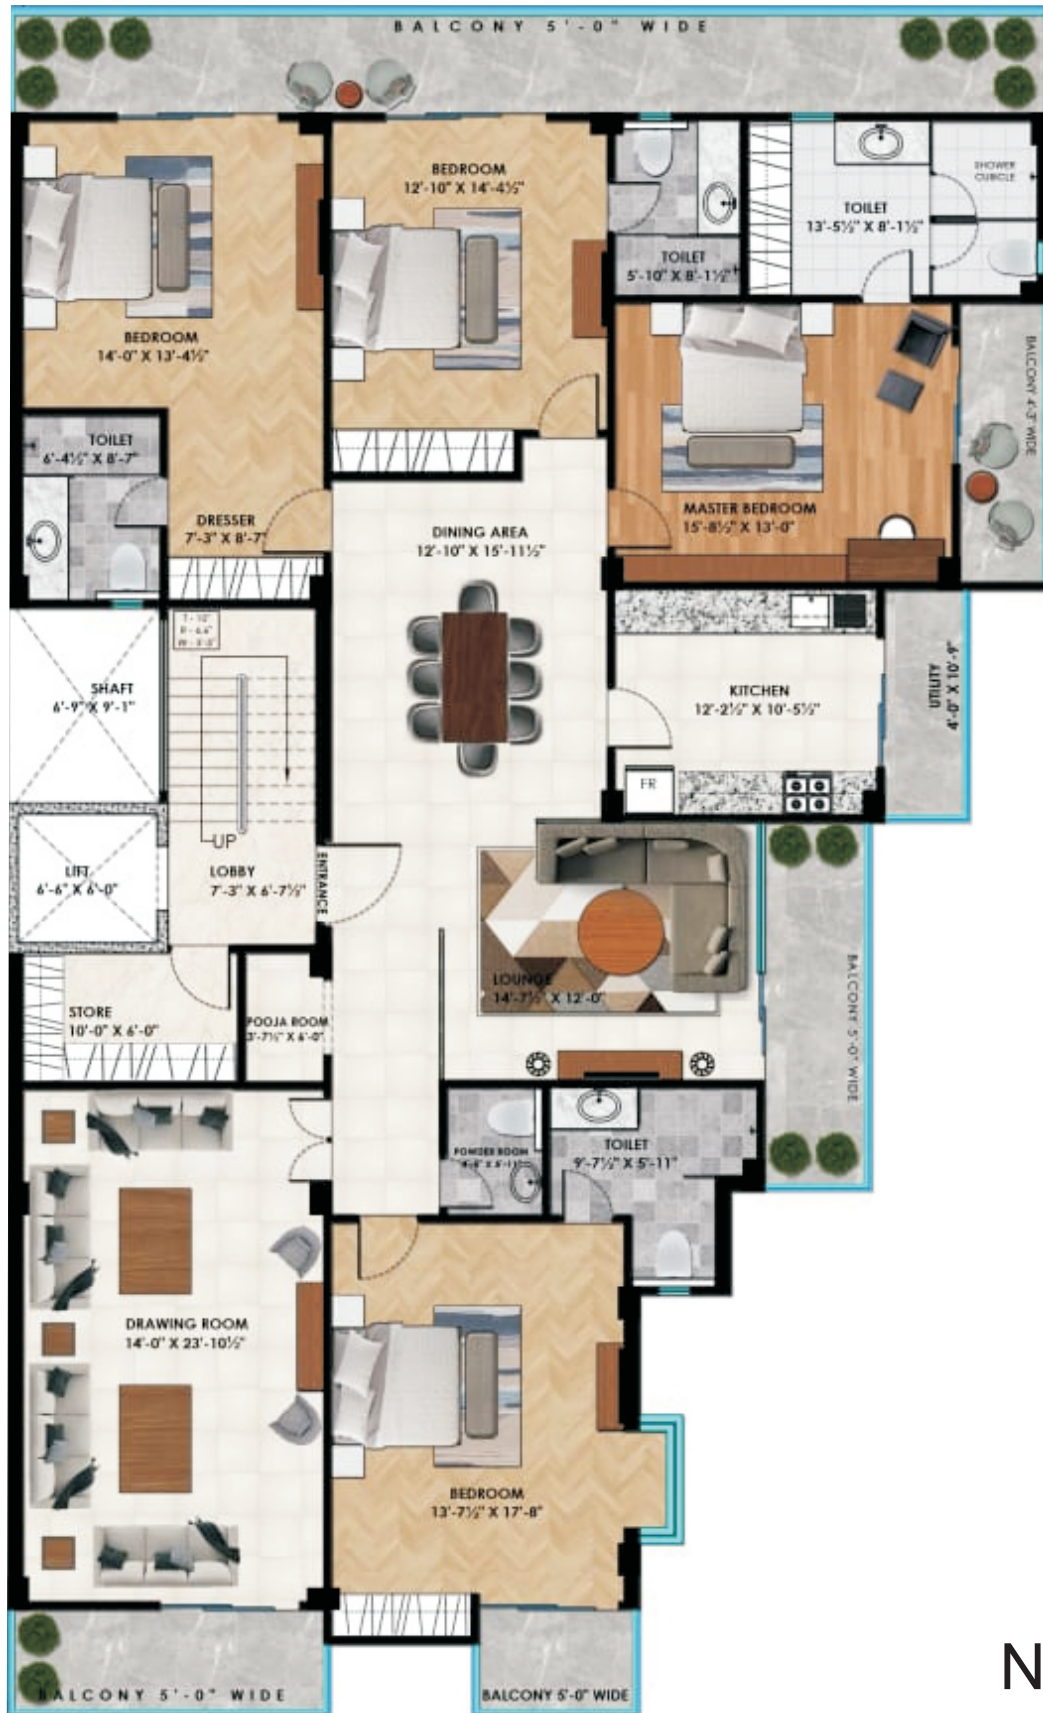 BALCONY 5'-0" WIDE
BEDROOM
12'-10" X 14'-4½"
SHOWER
CUBICLE
TOILET
13'-5½" X 8'-1½"
TOILET
5'-10" X 8'-1½"
BEDROOM
14'-0" X 13'-4½"
BALCONY 4'-3" WIDE
TOILET
6'-4½" X 8'-7"
DRESSER
7'-3" X 8'-7"
DINING AREA
12'-10" X 15'-11½"
MASTER BEDROOM
15'-8½" X 13'-0"
T - 10"
R - 6.6"
W - 3'-5"
SHAFT
6'-9" X 9'-1"
KITCHEN
12'-2½" X 10'-5½"
UTILITY
4'-0" X 10'-9"
FR
UP
LIFT
6'-6" X 6'-0"
LOBBY
7'-3" X 6'-7½"
ENTRANCE
LOUNGE
14'-7½" X 12'-0"
BALCONY 5'-0" WIDE
STORE
10'-0" X 6'-0"
POOJA ROOM
3'-7½" X 6'-0"
POWDER ROOM
TOILET
9'-7½" X 5'-11"
DRAWING ROOM
14'-0" X 23'-10½"
BEDROOM
13'-7½" X 17'-8"
BALCONY 5'-0" WIDE
BALCONY 5'-0" WIDE
N